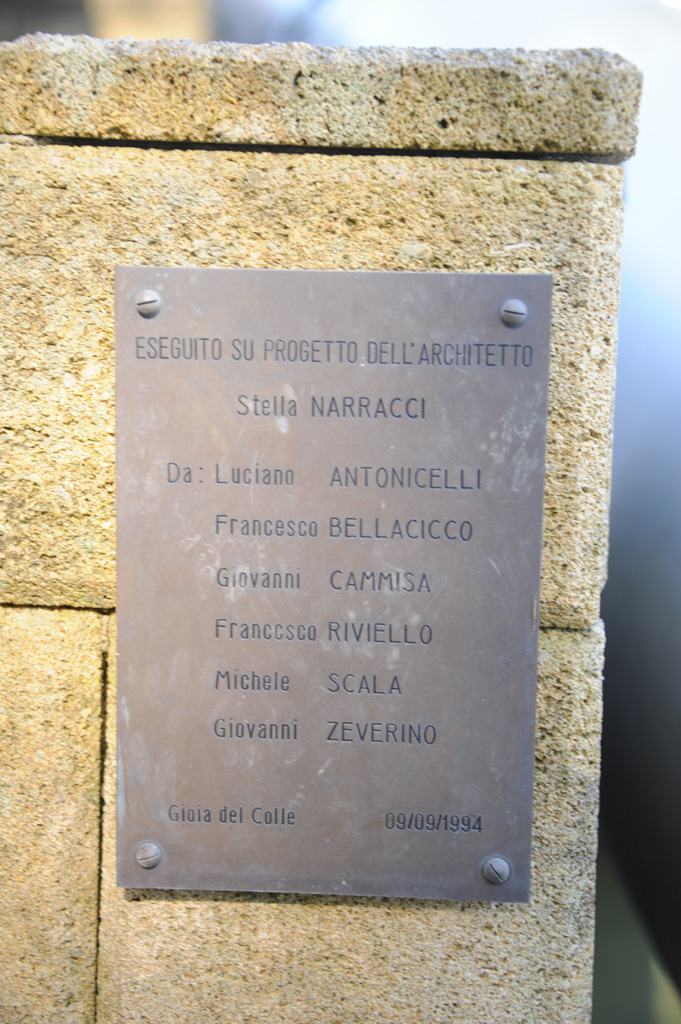 ESEGUITO SU PROGETTO DELL'ARCHITETTO
Stella NARRACCI
Da: Luciano ANTONICELLI
Francesco BELLACICCO
Giovanni CAMMISA
Francesco RIVIELLO
Michele SCALA
Giovanni ZEVERINO
Gioia del Colle 09/09/1994